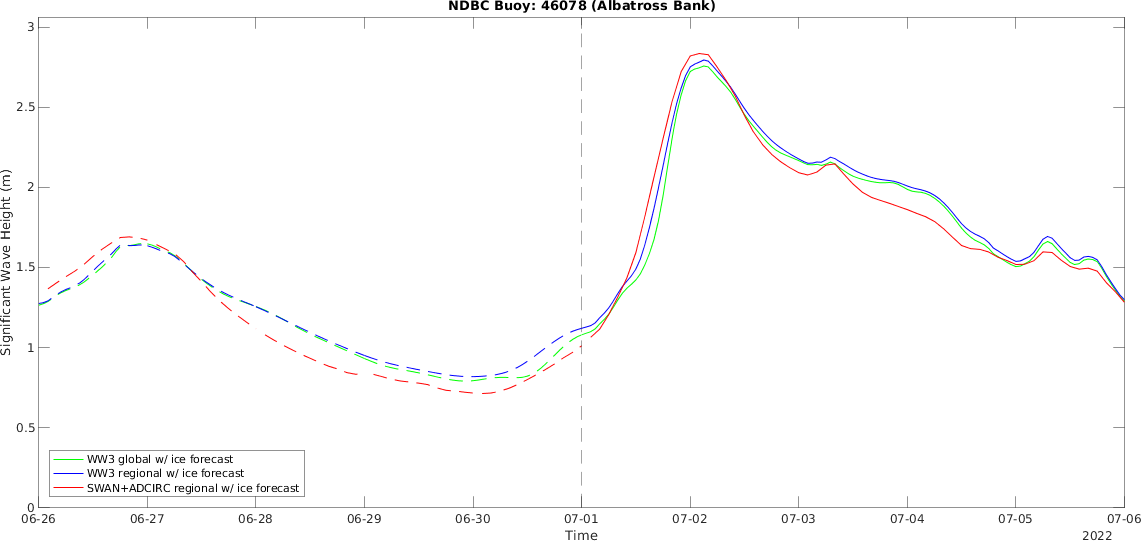 NDBC Buoy: 46078 (Albatross Bank)
3
2.5
2
1.5
1
0.5
0
Significant Wave Height (m)
WW3 global w/ ice forecast
WW3 regional w/ ice forecast
SWAN+ADCIRC regional w/ ice forecast
06-26 06-27 06-28 06-29 06-30 07-01 07-02 07-03 07-04 07-05 07-06
Time
2022